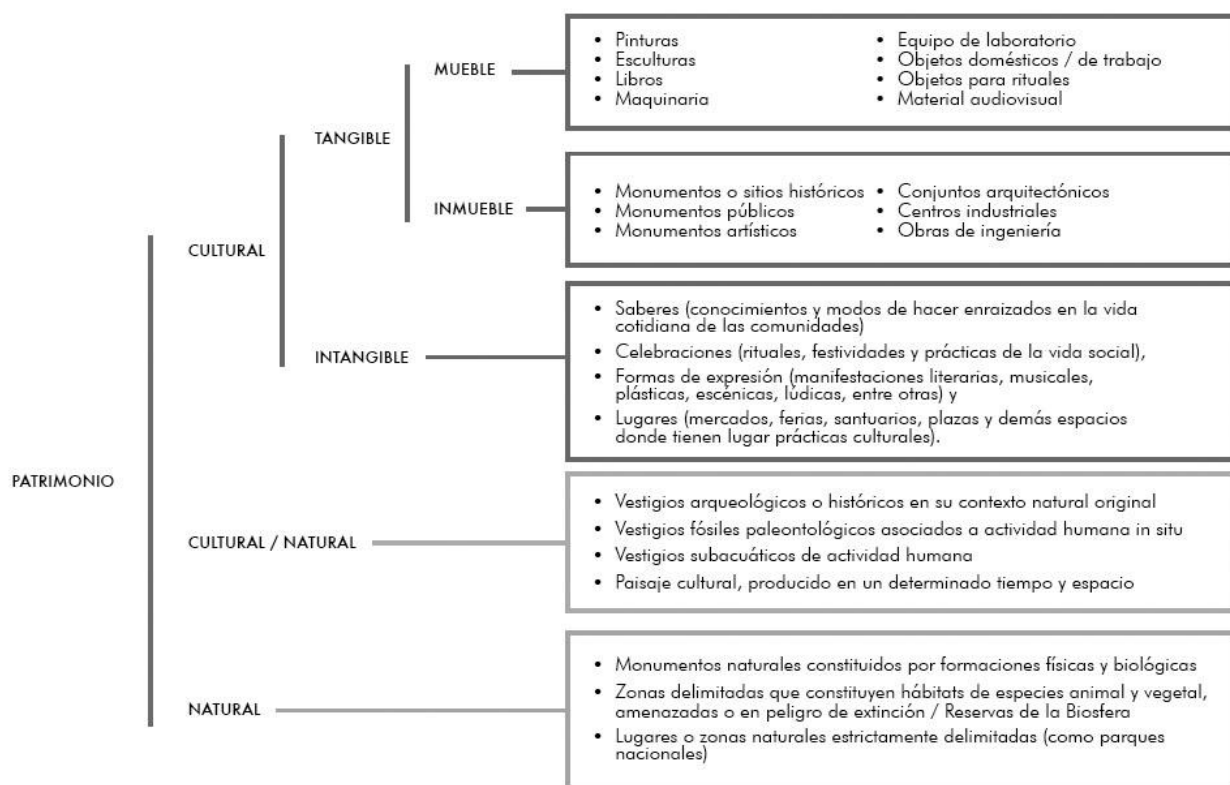 • Pinturas
• Esculturas
• Libros
• Maquinaria
• Equipo de laboratorio
• Objetos domésticos / de trabajo
• Objetos para rituales
• Material audiovisual
MUEBLE
TANGIBLE
INMUEBLE
• Monumentos o sitios históricos
• Monumentos públicos
• Monumentos artísticos
• Conjuntos arquitectónicos
• Centros industriales
• Obras de ingeniería
CULTURAL
INTANGIBLE
• Saberes (conocimientos y modos de hacer enraizados en la vida
cotidiana de las comunidades)
• Celebraciones (rituales, festividades y prácticas de la vida social),
• Formas de expresión (manifestaciones literarias, musicales,
plásticas, escénicas, lúdicas, entre otras) y
• Lugares (mercados, ferias, santuarios, plazas y demás espacios
donde tienen lugar prácticas culturales).
PATRIMONIO
CULTURAL / NATURAL
• Vestigios arqueológicos o históricos en su contexto natural original
• Vestigios fósiles paleontológicos asociados a actividad humana in situ
• Vestigios subacuáticos de actividad humana
• Paisaje cultural, producido en un determinado tiempo y espacio
NATURAL
• Monumentos naturales constituidos por formaciones físicas y biológicas
• Zonas delimitadas que constituyen hábitats de especies animal y vegetal,
amenazadas o en peligro de extinción / Reservas de la Biosfera
• Lugares o zonas naturales estrictamente delimitadas (como parques
nacionales)